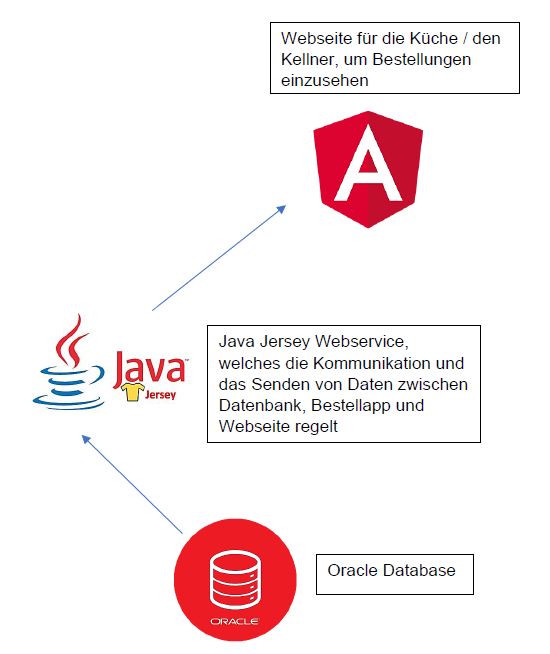 Webseite für die Küche / den
Kellner, um Bestellungen
einzusehen
A
Java™
Jersey
Java Jersey Webservice,
welches die Kommunikation und
das Senden von Daten zwischen
Datenbank, Bestellapp und
Webseite regelt
ORACLE
Oracle Database